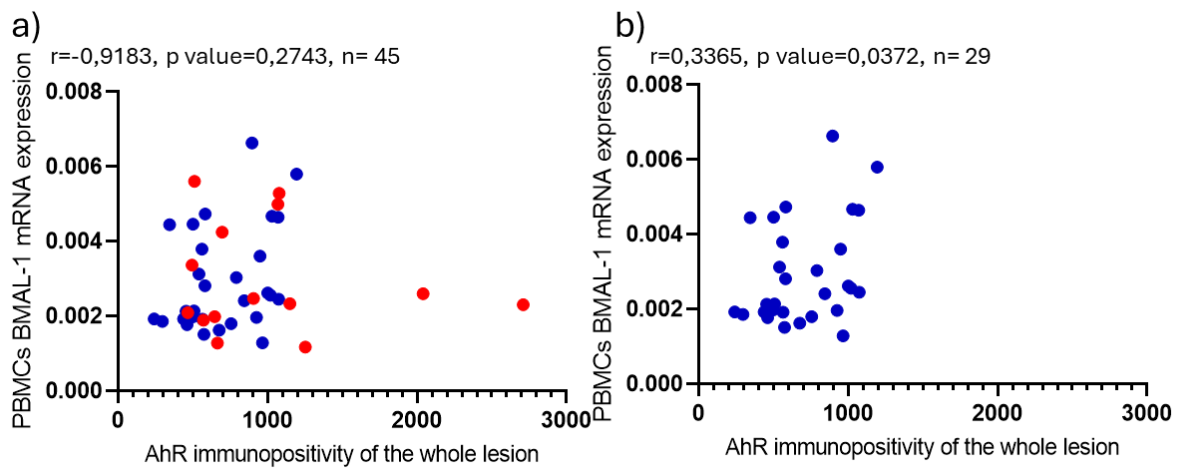 a)
r=-0,9183, p value=0,2743, n= 45
PBMCs BMAL-1 mRNA expression
0.008
0.006
0.004
0.002
0.000
0 1000 2000 3000
AhR immunopositivity of the whole lesion
b)
r=0,3365, p value=0,0372, n= 29
PBMCs BMAL-1 mRNA expression
0.008
0.006
0.004
0.002
0.000
0 1000 2000 3000
AhR immunopositivity of the whole lesion